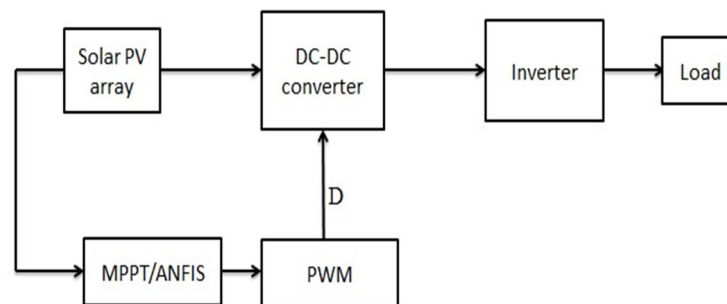 Solar PV
array
DC-DC
converter
Inverter
Load
D
MPPT/ANFIS
PWM